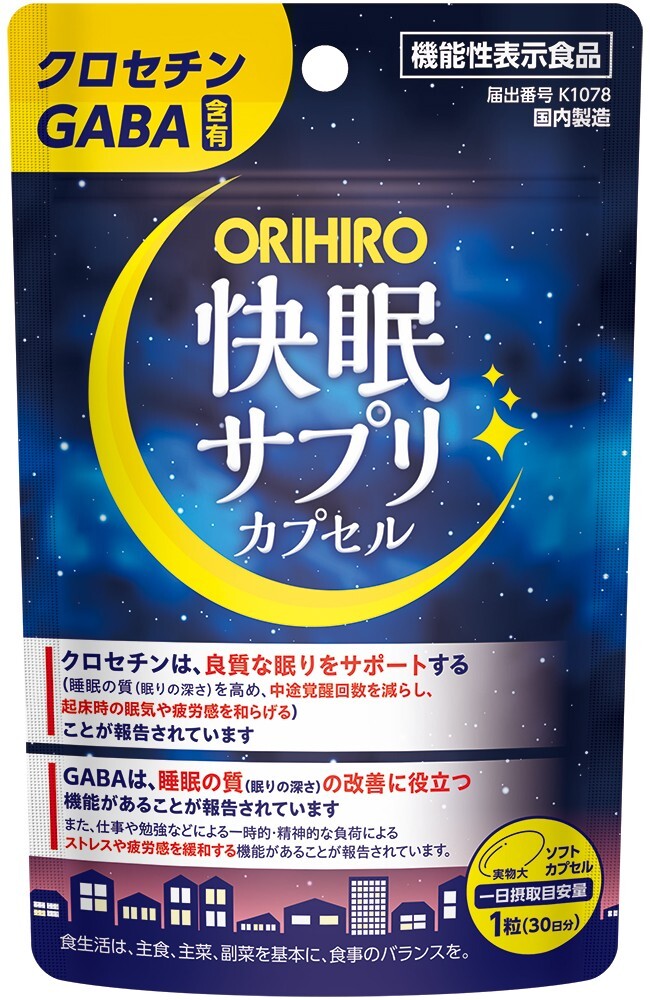 クロセチン
GABA含有
機能性表示食品
届出番号 K1078
国内製造
ORIHIRO
快眠
サプリ
カプセル
クロセチンは、良質な眠りをサポートする
(睡眠の質(眠りの深さ)を高め、中途覚醒回数を減らし、
起床時の眠気や疲労感を和らげる)
ことが報告されています
GABAは、睡眠の質(眠りの深さ)の改善に役立つ
機能があることが報告されています
また、仕事や勉強などによる一時的・精神的な負荷による
ストレスや疲労感を緩和する機能があることが報告されています。
実物大
ソフト
カプセル
一日摂取目安量
1粒(30日分)
食生活は、主食、主菜、副菜を基本に、食事のバランスを。